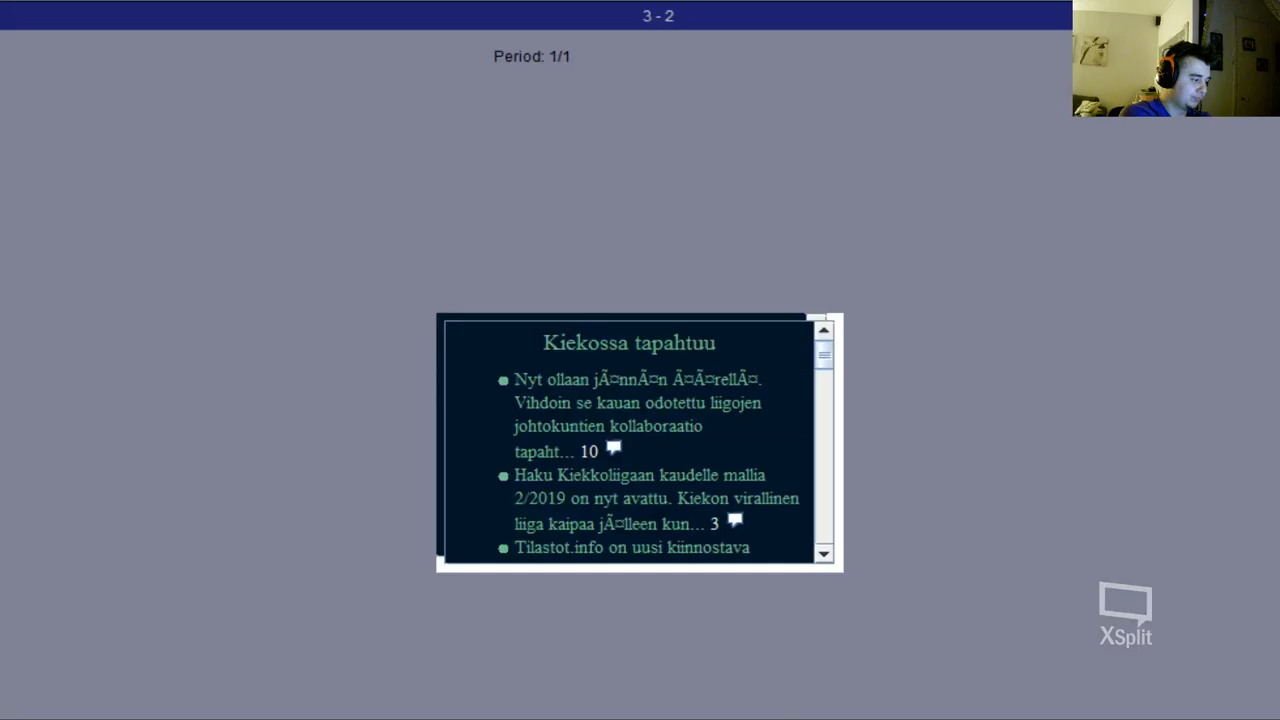 3 - 2
Period: 1/1
Kiekossa tapahtuu
Nyt ollaan jÃ¤nnÃ¤n Ã¤Ã¤rellÃ¤.
Vihdoin se kauan odotettu liigojen
johtokuntien kollaboraatio
tapaht... 10
Haku Kiekkoliigaan kaudelle mallia
2/2019 on nyt avattu. Kiekon virallinen
liiga kaipaa jÃ¤lleen kun... 3
Tilastot.info on uusi kiinnostava
XSplit